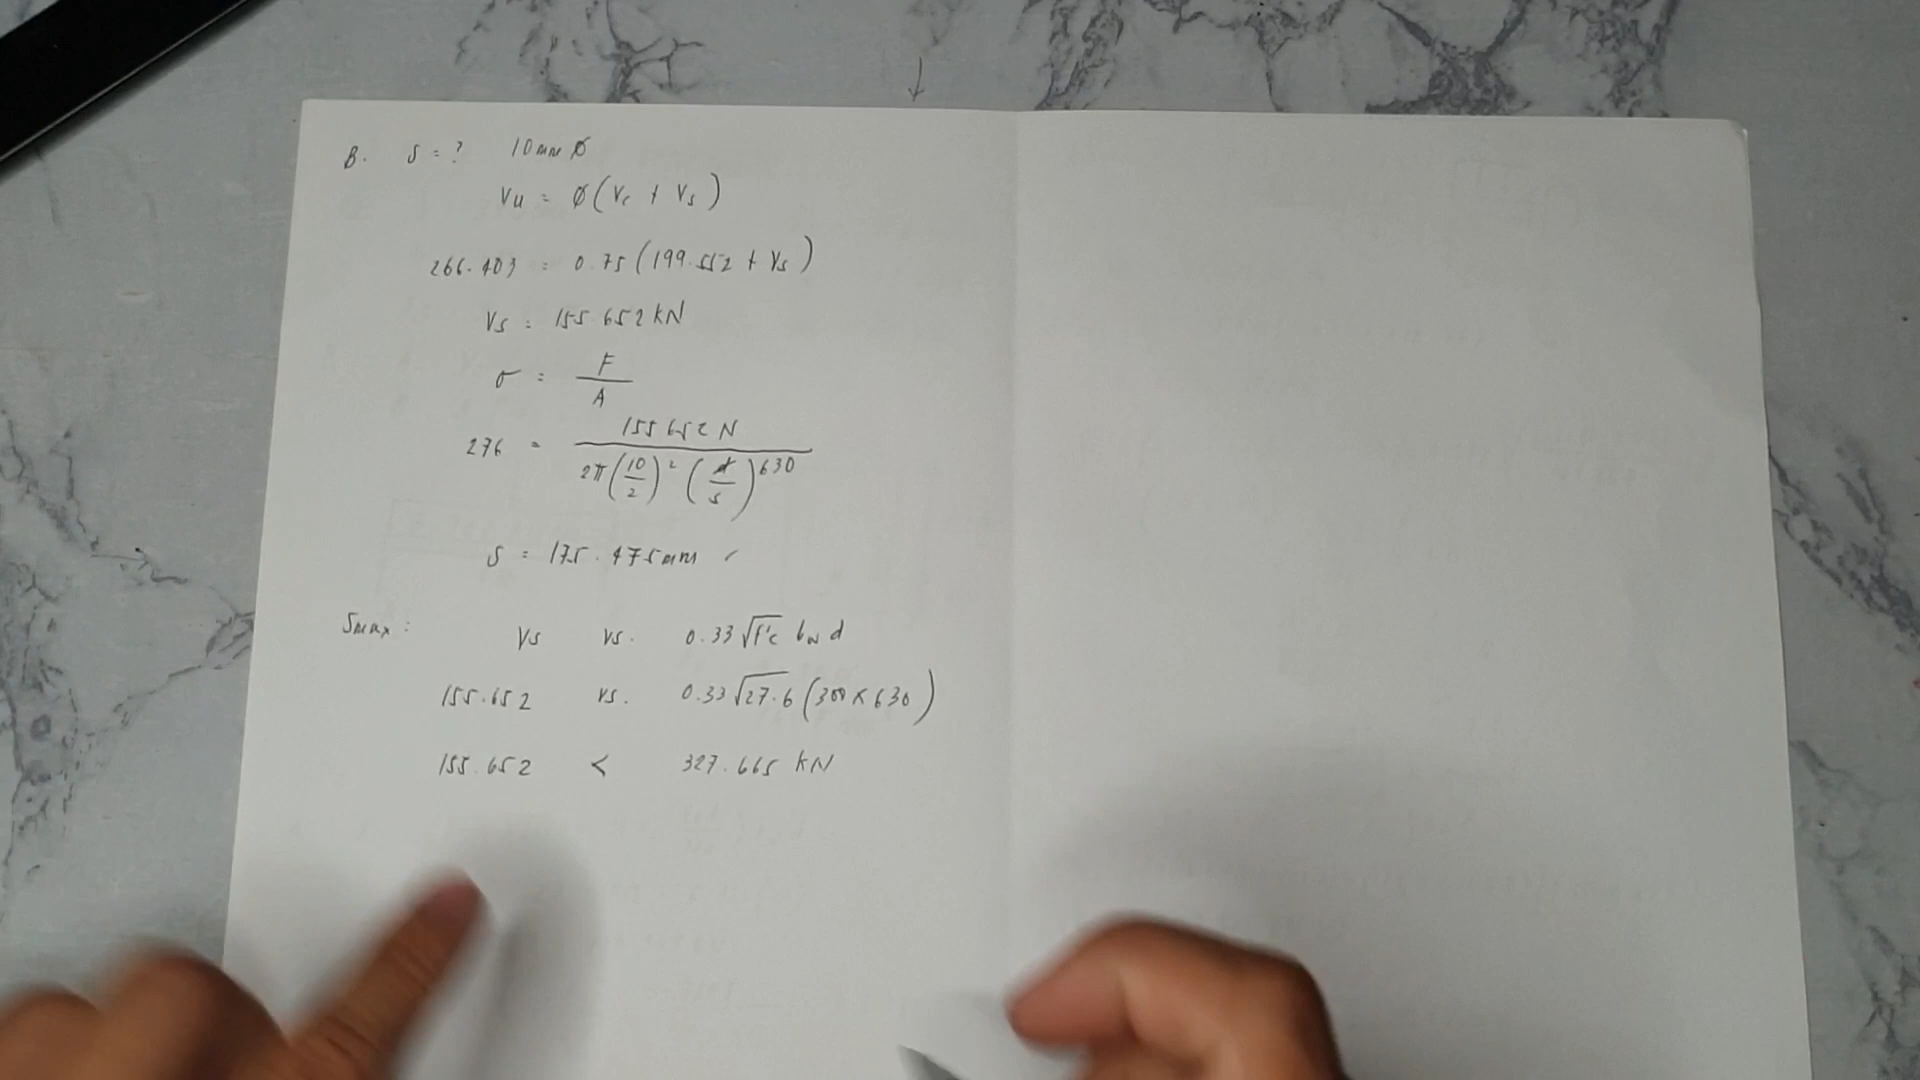 B. S = ? 10mm ϕ
Vu = ϕ(Vc + Vs)
266.403 = 0.75(199.552 + Vs)
Vs = 155.652 kN
σ = F/A
276 = 155652 N / 2π(10/2)²(d/s) 630
S = 175.475mm
Smax: Vs vs. 0.33√f'c bw d
155.652 vs. 0.33√27.6 (300 x 630)
155.652 < 327.665 kN